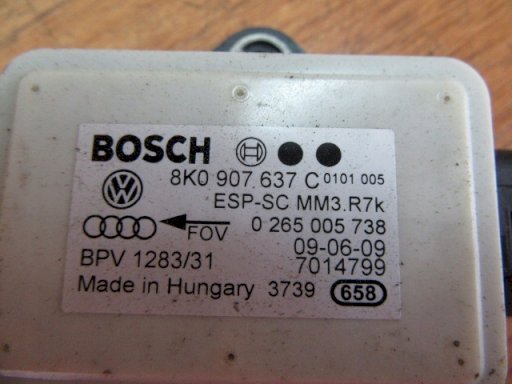 BOSCH
8K0 907 637 C 0101 005
ESP-SC MM3.R7k
FOV 0 265 005 738
09-06-09
BPV 1283/31 7014799
Made in Hungary 3739 658